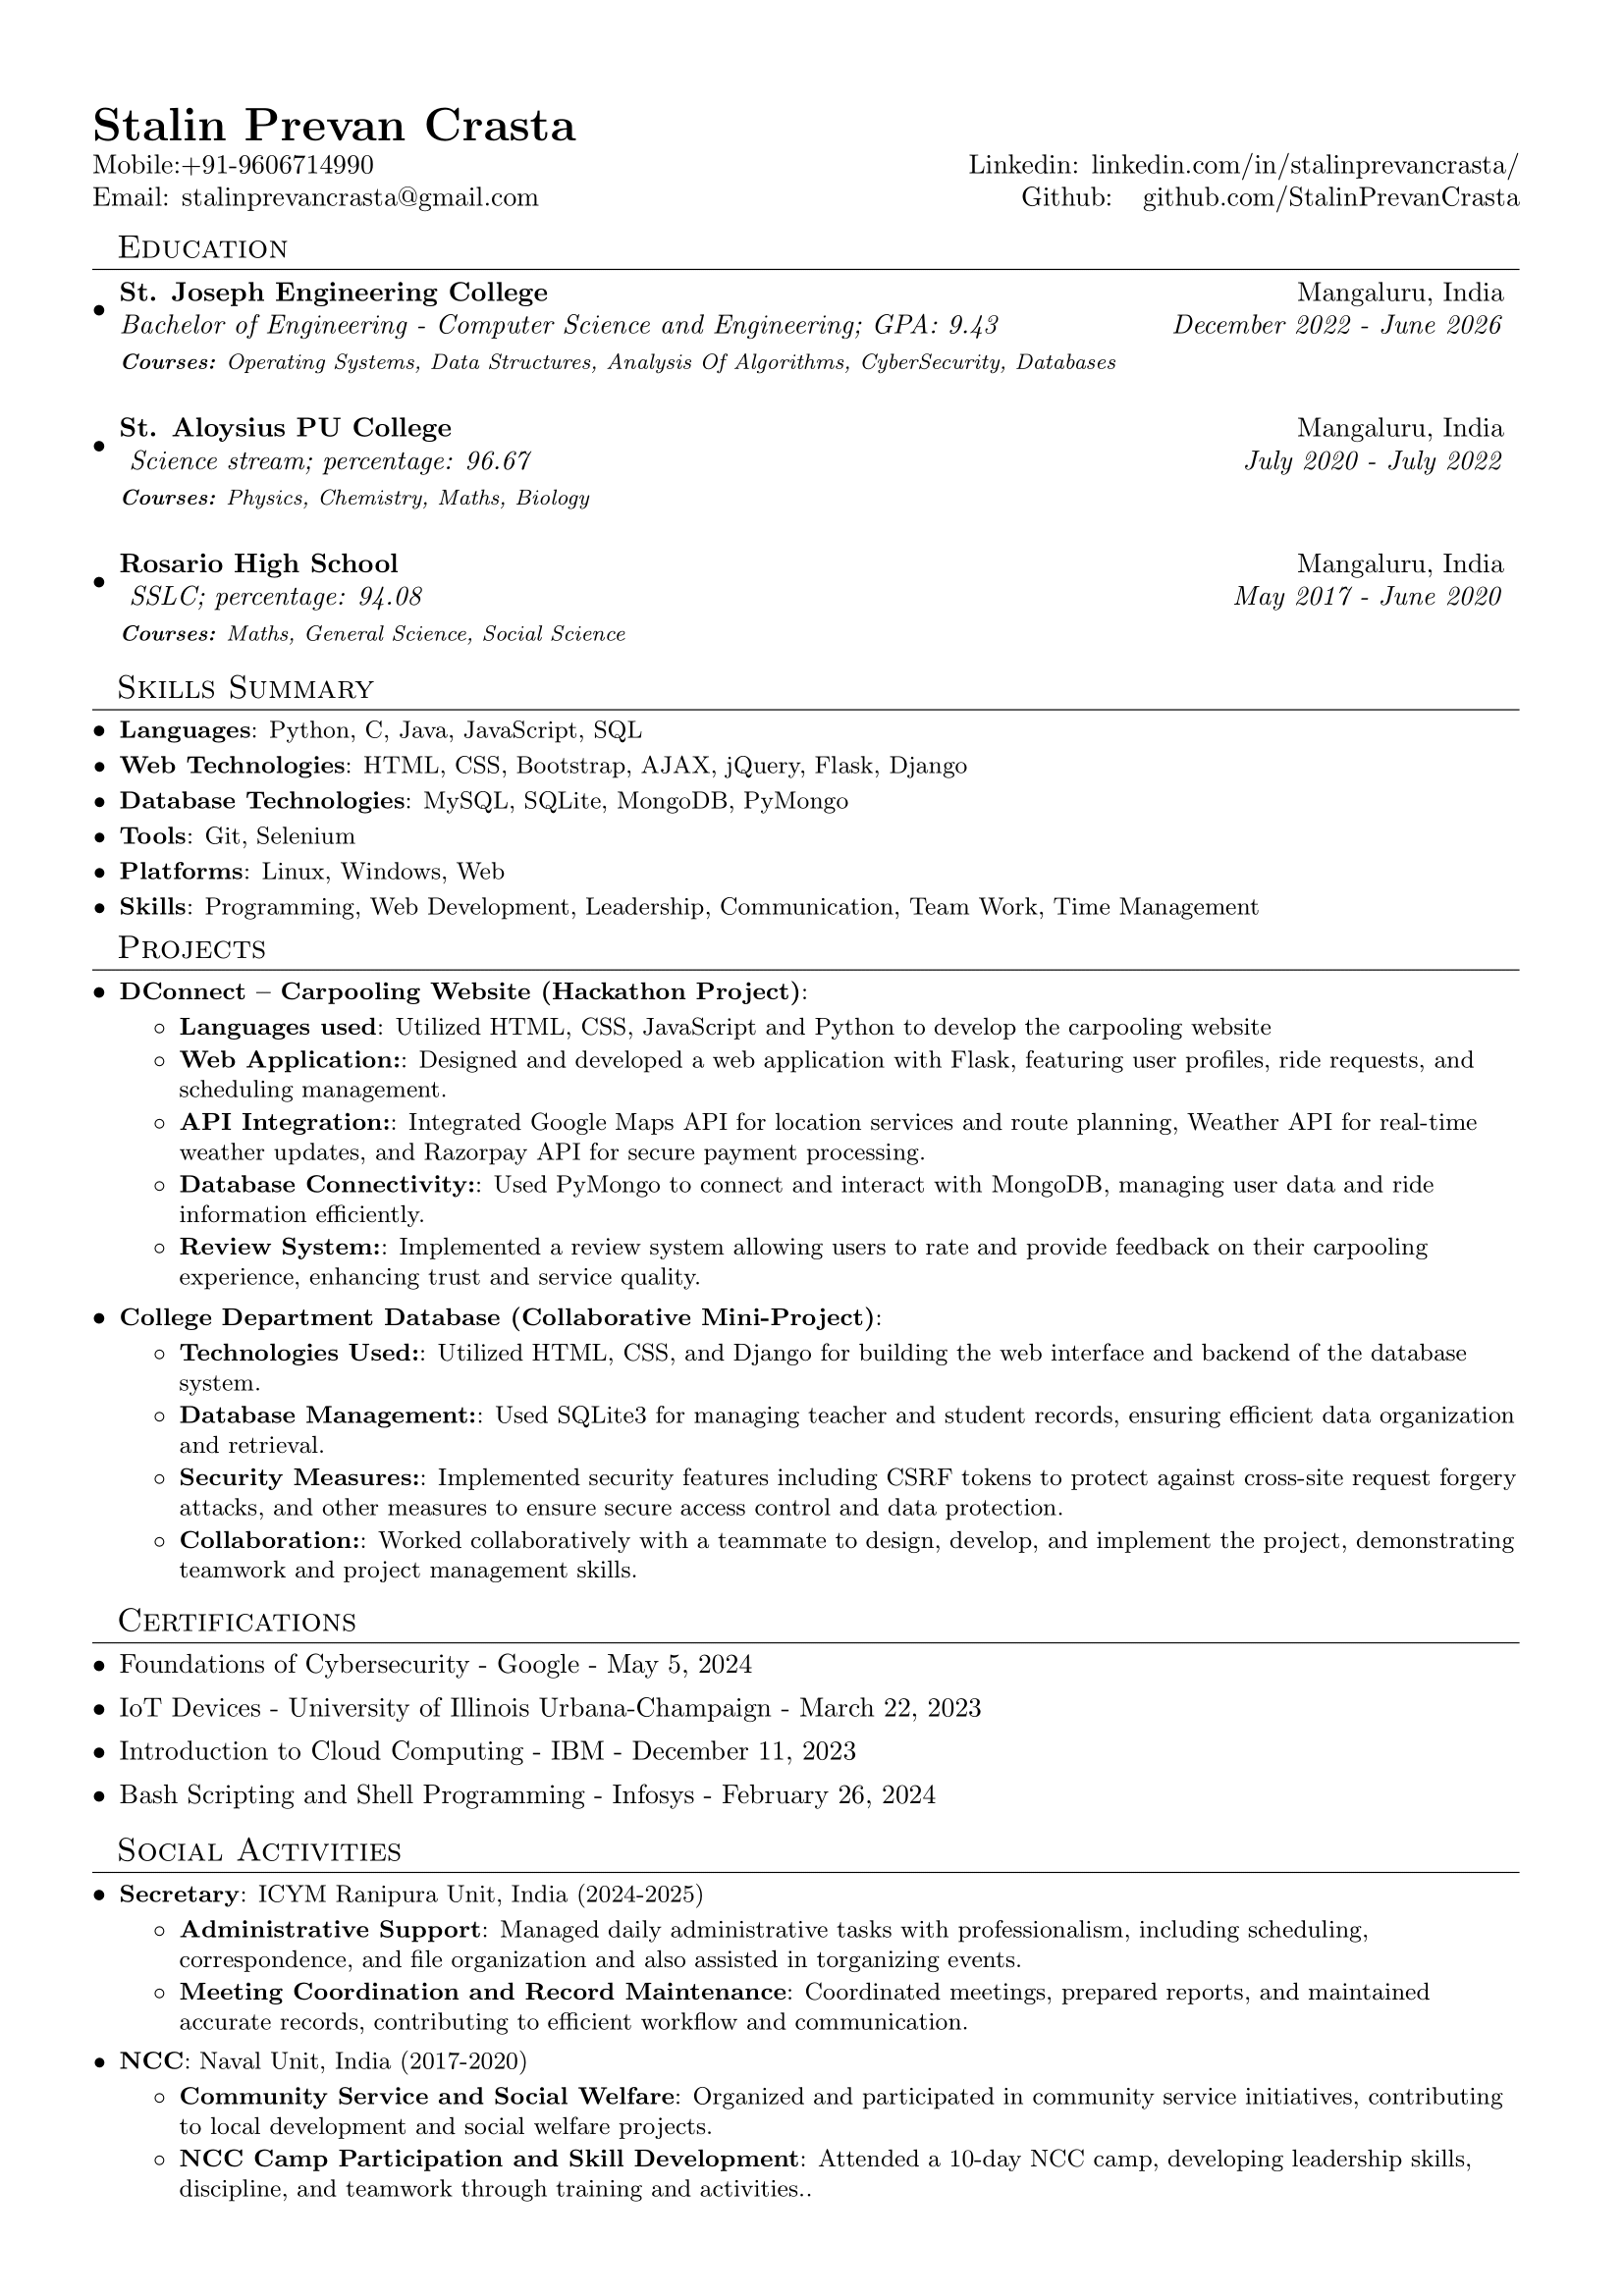 Stalin Prevan Crasta
Mobile:+91-9606714990 Linkedin: linkedin.com/in/stalinprevancrasta/
Email: stalinprevancrasta@gmail.com Github: github.com/StalinPrevanCrasta
Education
• St. Joseph Engineering College Mangaluru, India
Bachelor of Engineering - Computer Science and Engineering; GPA: 9.43 December 2022 - June 2026
Courses: Operating Systems, Data Structures, Analysis Of Algorithms, CyberSecurity, Databases
• St. Aloysius PU College Mangaluru, India
Science stream; percentage: 96.67 July 2020 - July 2022
Courses: Physics, Chemistry, Maths, Biology
• Rosario High School Mangaluru, India
SSLC; percentage: 94.08 May 2017 - June 2020
Courses: Maths, General Science, Social Science
Skills Summary
• Languages: Python, C, Java, JavaScript, SQL
• Web Technologies: HTML, CSS, Bootstrap, AJAX, jQuery, Flask, Django
• Database Technologies: MySQL, SQLite, MongoDB, PyMongo
• Tools: Git, Selenium
• Platforms: Linux, Windows, Web
• Skills: Programming, Web Development, Leadership, Communication, Team Work, Time Management
Projects
• DConnect – Carpooling Website (Hackathon Project):
◦ Languages used: Utilized HTML, CSS, JavaScript and Python to develop the carpooling website
◦ Web Application:: Designed and developed a web application with Flask, featuring user profiles, ride requests, and
scheduling management.
◦ API Integration:: Integrated Google Maps API for location services and route planning, Weather API for real-time
weather updates, and Razorpay API for secure payment processing.
◦ Database Connectivity:: Used PyMongo to connect and interact with MongoDB, managing user data and ride
information efficiently.
◦ Review System:: Implemented a review system allowing users to rate and provide feedback on their carpooling
experience, enhancing trust and service quality.
• College Department Database (Collaborative Mini-Project):
◦ Technologies Used:: Utilized HTML, CSS, and Django for building the web interface and backend of the database
system.
◦ Database Management:: Used SQLite3 for managing teacher and student records, ensuring efficient data organization
and retrieval.
◦ Security Measures:: Implemented security features including CSRF tokens to protect against cross-site request forgery
attacks, and other measures to ensure secure access control and data protection.
◦ Collaboration:: Worked collaboratively with a teammate to design, develop, and implement the project, demonstrating
teamwork and project management skills.
Certifications
• Foundations of Cybersecurity - Google - May 5, 2024
• IoT Devices - University of Illinois Urbana-Champaign - March 22, 2023
• Introduction to Cloud Computing - IBM - December 11, 2023
• Bash Scripting and Shell Programming - Infosys - February 26, 2024
Social Activities
• Secretary: ICYM Ranipura Unit, India (2024-2025)
◦ Administrative Support: Managed daily administrative tasks with professionalism, including scheduling,
correspondence, and file organization and also assisted in torganizing events.
◦ Meeting Coordination and Record Maintenance: Coordinated meetings, prepared reports, and maintained
accurate records, contributing to efficient workflow and communication.
• NCC: Naval Unit, India (2017-2020)
◦ Community Service and Social Welfare: Organized and participated in community service initiatives, contributing
to local development and social welfare projects.
◦ NCC Camp Participation and Skill Development: Attended a 10-day NCC camp, developing leadership skills,
discipline, and teamwork through training and activities..